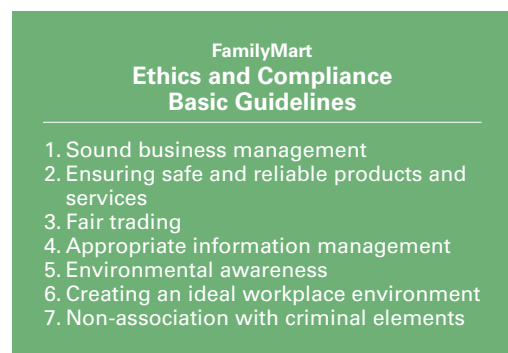 FamilyMart
Ethics and Compliance
Basic Guidelines
1. Sound business management
2. Ensuring safe and reliable products and
services
3. Fair trading
4. Appropriate information management
5. Environmental awareness
6. Creating an ideal workplace environment
7. Non-association with criminal elements